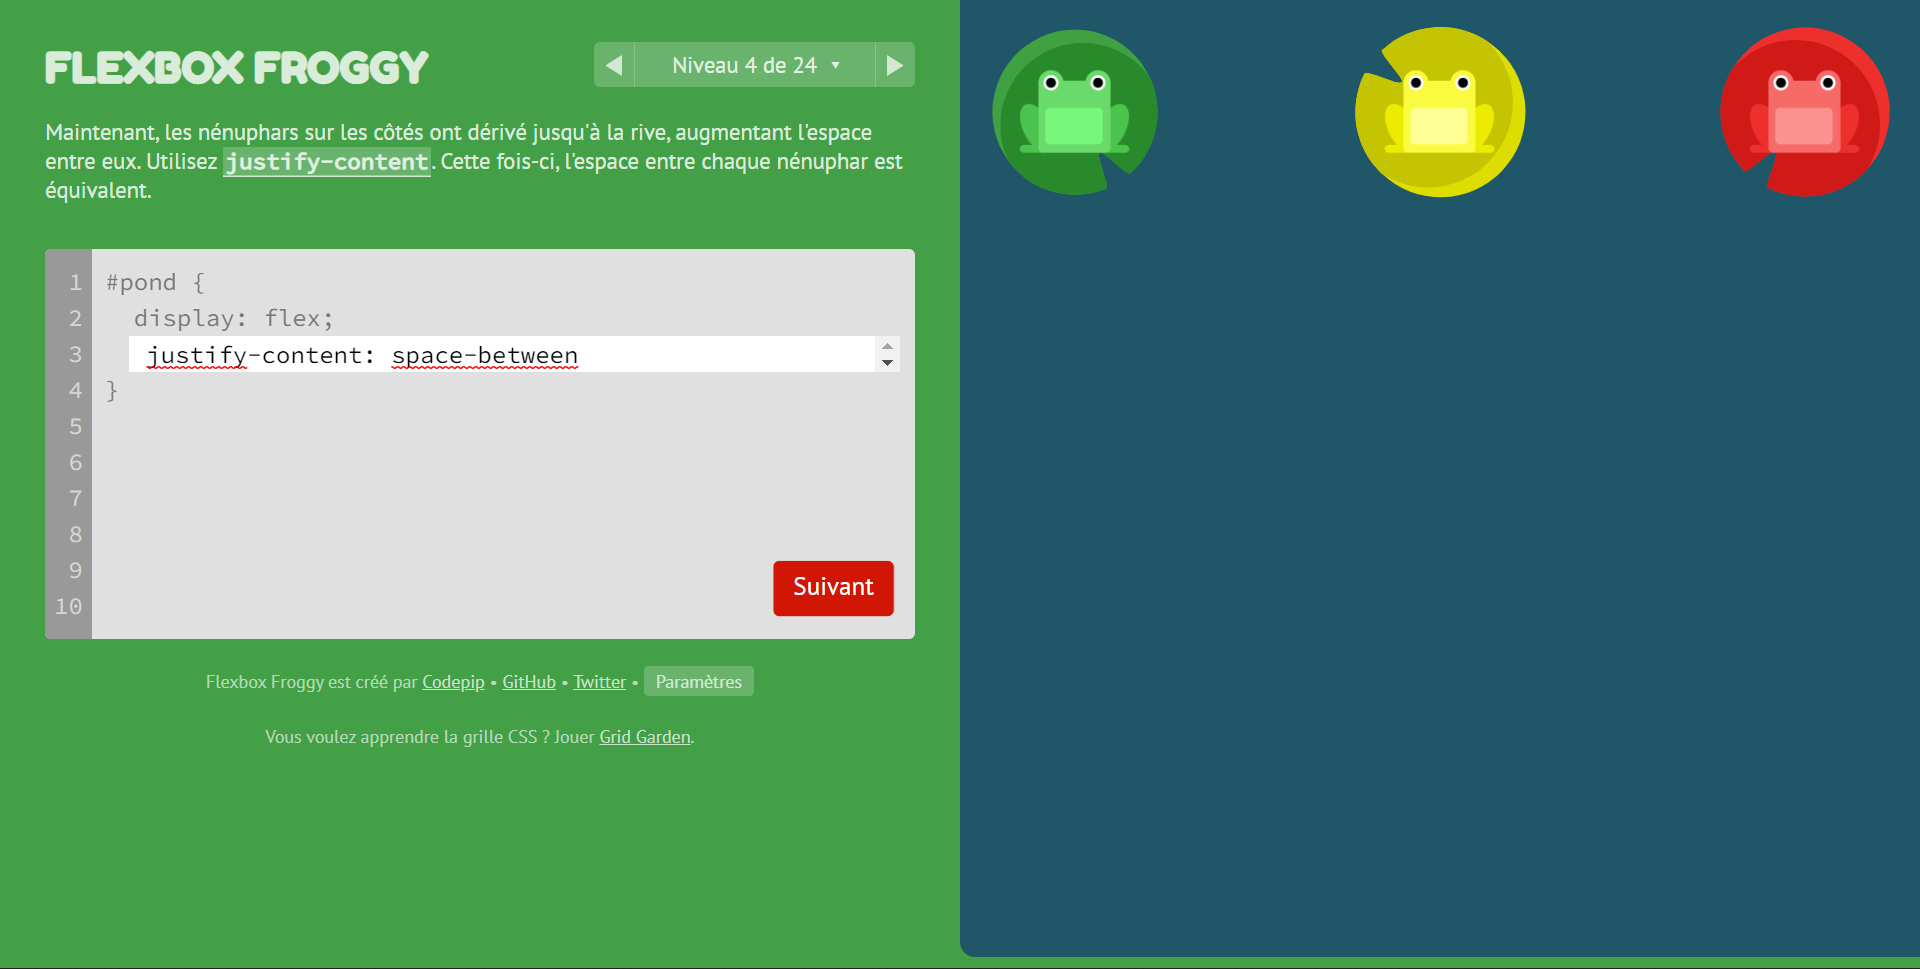 FLEXBOX FROGGY
Niveau 4 de 24 ▼
Maintenant, les nénuphars sur les côtés ont dérivé jusqu'à la rive, augmentant l'espace
entre eux. Utilisez justify-content. Cette fois-ci, l'espace entre chaque nénuphar est
équivalent.
1 #pond {
2 display: flex;
3 justify-content: space-between
4 }
5
6
7
8
9
10
Suivant
Flexbox Froggy est créé par Codepip • GitHub • Twitter • Paramètres
Vous voulez apprendre la grille CSS ? Jouer Grid Garden.